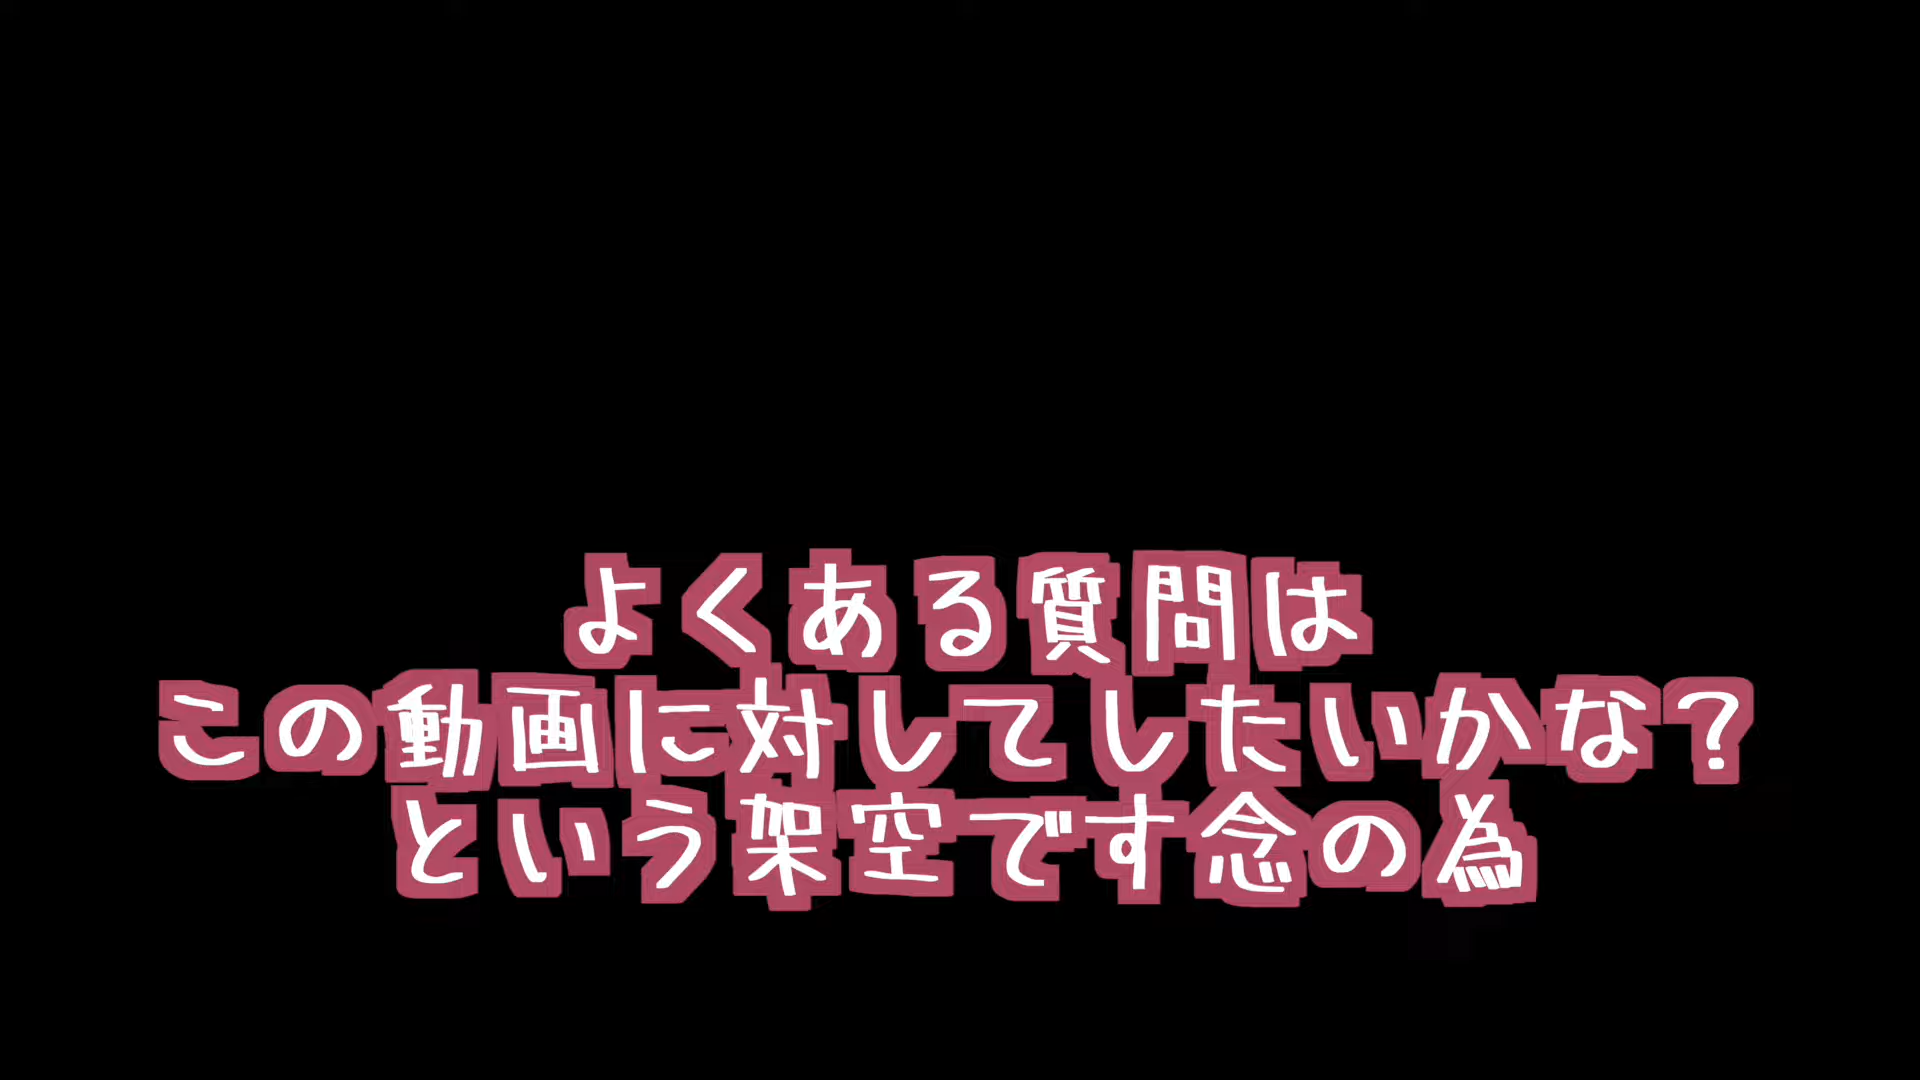 よくある質問は
この動画に対してしたいかな？
という架空です念の為